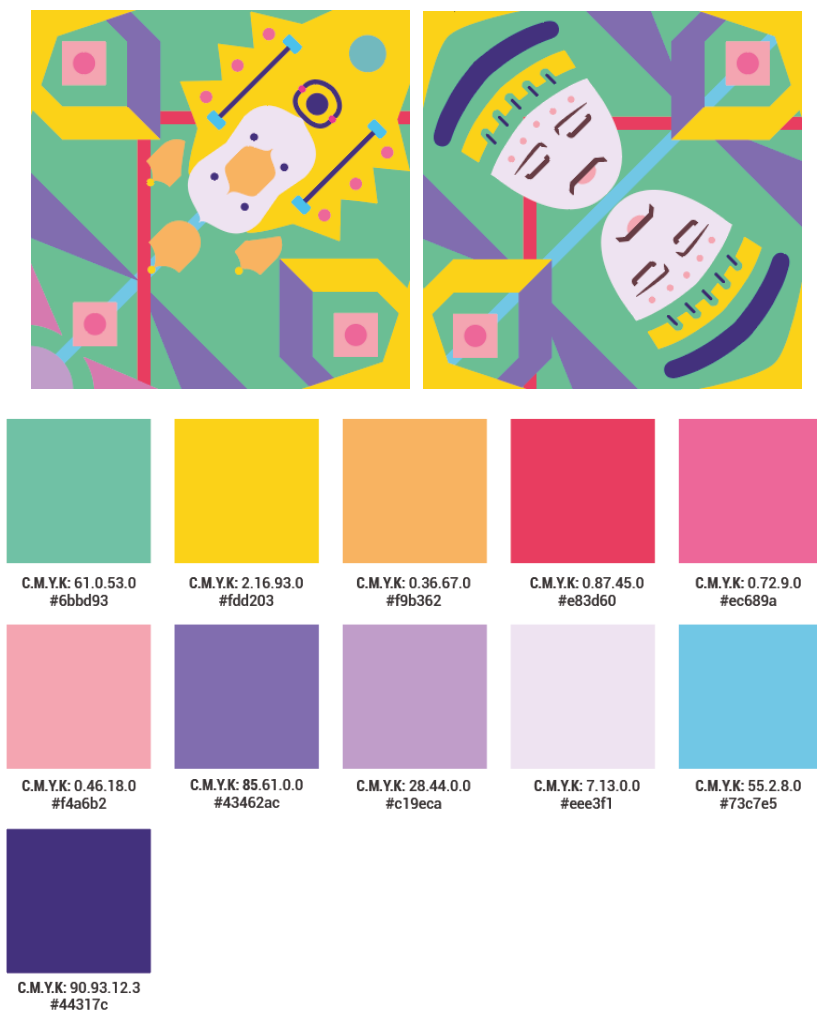 C.M.Y.K: 61.0.53.0
#6bbd93
C.M.Y.K: 2.16.93.0
#fdd203
C.M.Y.K: 0.36.67.0
#f9b362
C.M.Y.K: 0.87.45.0
#e83d60
C.M.Y.K: 0.72.9.0
#ec689a
C.M.Y.K: 0.46.18.0
#f4a6b2
C.M.Y.K: 85.61.0.0
#43462ac
C.M.Y.K: 28.44.0.0
#c19eca
C.M.Y.K: 7.13.0.0
#eee3f1
C.M.Y.K: 55.2.8.0
#73c7e5
C.M.Y.K: 90.93.12.3
#44317c